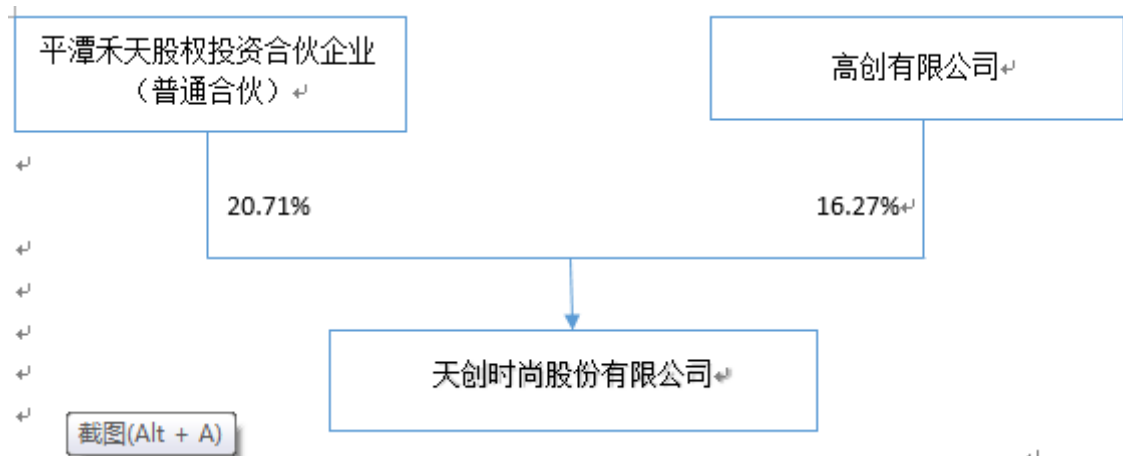 平潭禾天股权投资合伙企业
（普通合伙）
高创有限公司
20.71%
16.27%
天创时尚股份有限公司
截图(Alt + A)